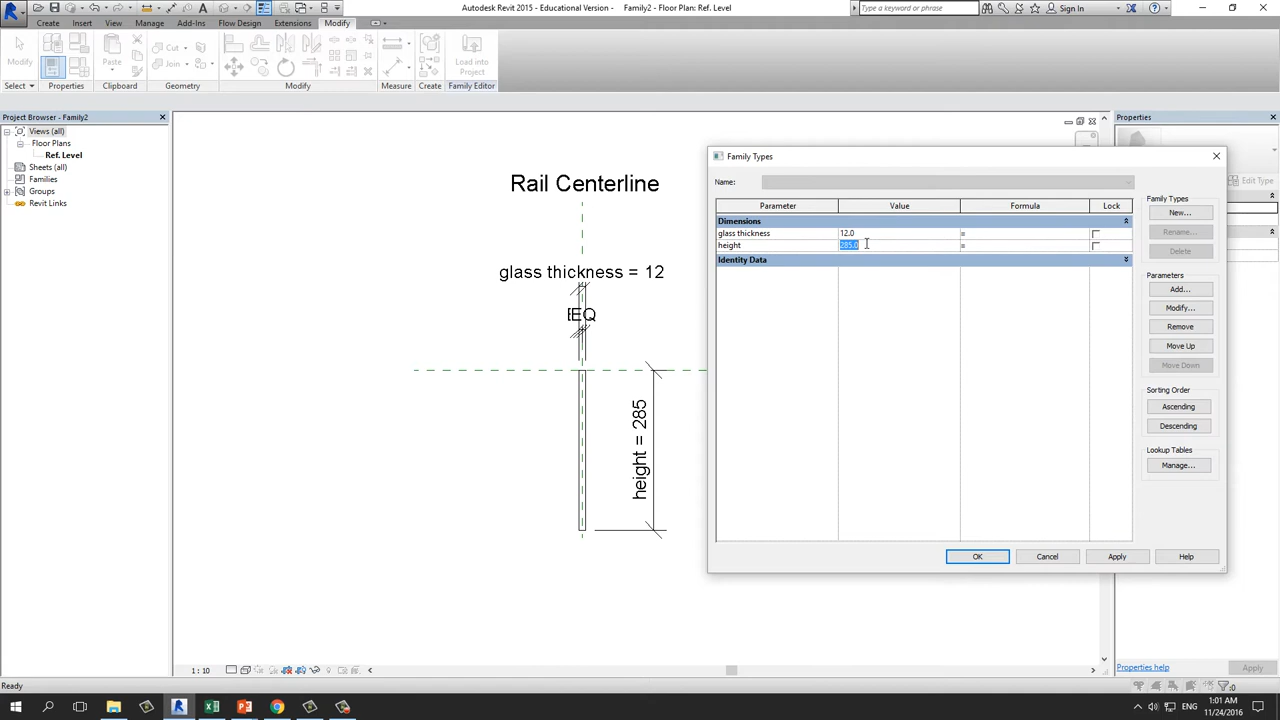 Autodesk Revit 2015 - Educational Version - Family2 - Floor Plan: Ref. Level
Type a keyword or phrase
Sign In
Create Insert View Manage Add-Ins Flow Design Extensions Modify
Modify
Paste
Cut
Join
Load into
Project
Select Properties Clipboard Geometry Modify Measure Create Family Editor
Project Browser - Family2
Views (all)
Floor Plans
Ref. Level
Sheets (all)
Families
Groups
Revit Links
Rail Centerline
glass thickness = 12
EQ
height = 285
Properties
Edit Type
Family Types
Name:
Parameter Value Formula Lock
Dimensions
glass thickness 12.0 =
height 285.0 =
Identity Data
Family Types
New...
Rename...
Delete
Parameters
Add...
Modify...
Remove
Move Up
Move Down
Sorting Order
Ascending
Descending
Lookup Tables
Manage...
OK Cancel Apply Help
1 : 10
Properties help
Apply
Ready
:0
ENG
1:01 AM
11/24/2016